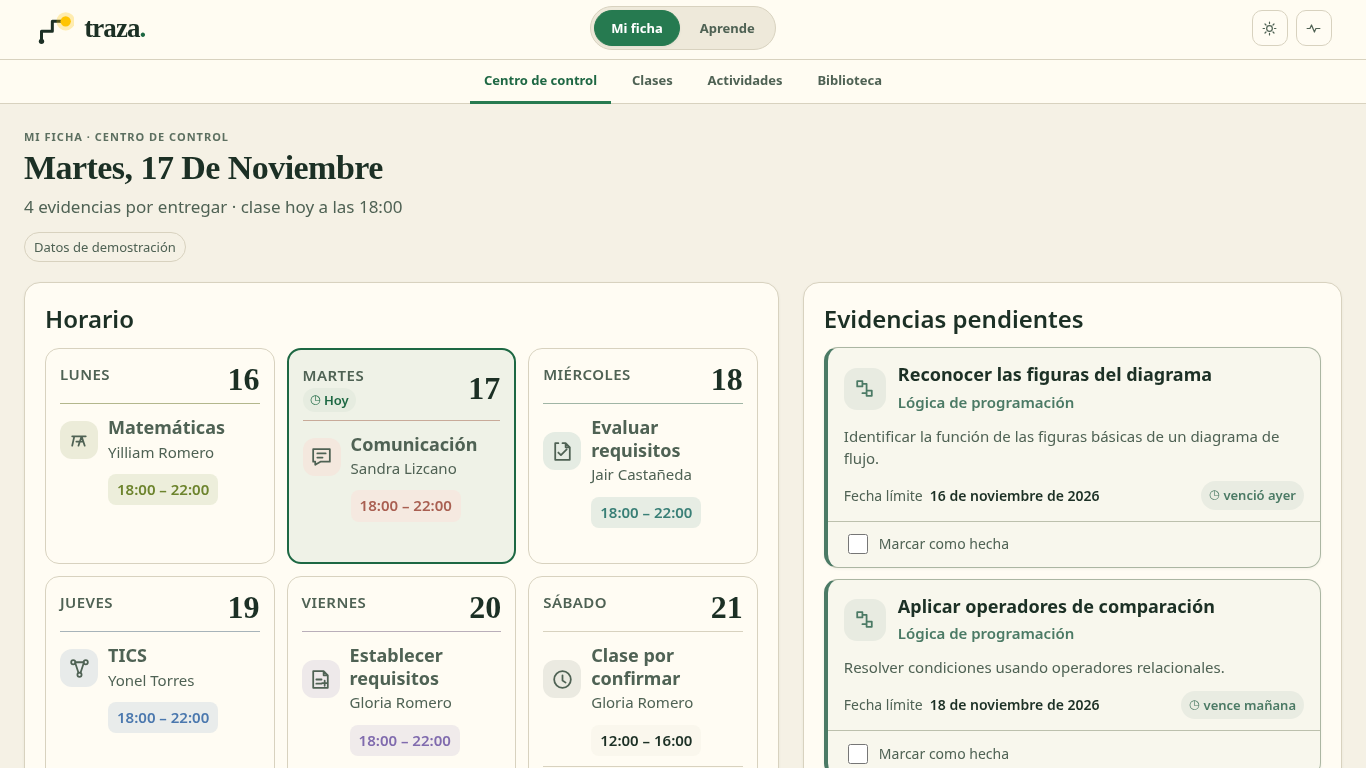 traza.
Mi ficha
Aprende
Centro de control
Clases
Actividades
Biblioteca
MI FICHA · CENTRO DE CONTROL
Martes, 17 De Noviembre
4 evidencias por entregar · clase hoy a las 18:00
Datos de demostración
Horario
LUNES
16
Matemáticas
Yilliam Romero
18:00 – 22:00
MARTES
Hoy
17
Comunicación
Sandra Lizcano
18:00 – 22:00
MIÉRCOLES
18
Evaluar
requisitos
Jair Castañeda
18:00 – 22:00
JUEVES
19
TICS
Yonel Torres
18:00 – 22:00
VIERNES
20
Establecer
requisitos
Gloria Romero
18:00 – 22:00
SÁBADO
21
Clase por
confirmar
Gloria Romero
12:00 – 16:00
Evidencias pendientes
Reconocer las figuras del diagrama
Lógica de programación
Identificar la función de las figuras básicas de un diagrama de
flujo.
Fecha límite 16 de noviembre de 2026
venció ayer
Marcar como hecha
Aplicar operadores de comparación
Lógica de programación
Resolver condiciones usando operadores relacionales.
Fecha límite 18 de noviembre de 2026
vence mañana
Marcar como hecha